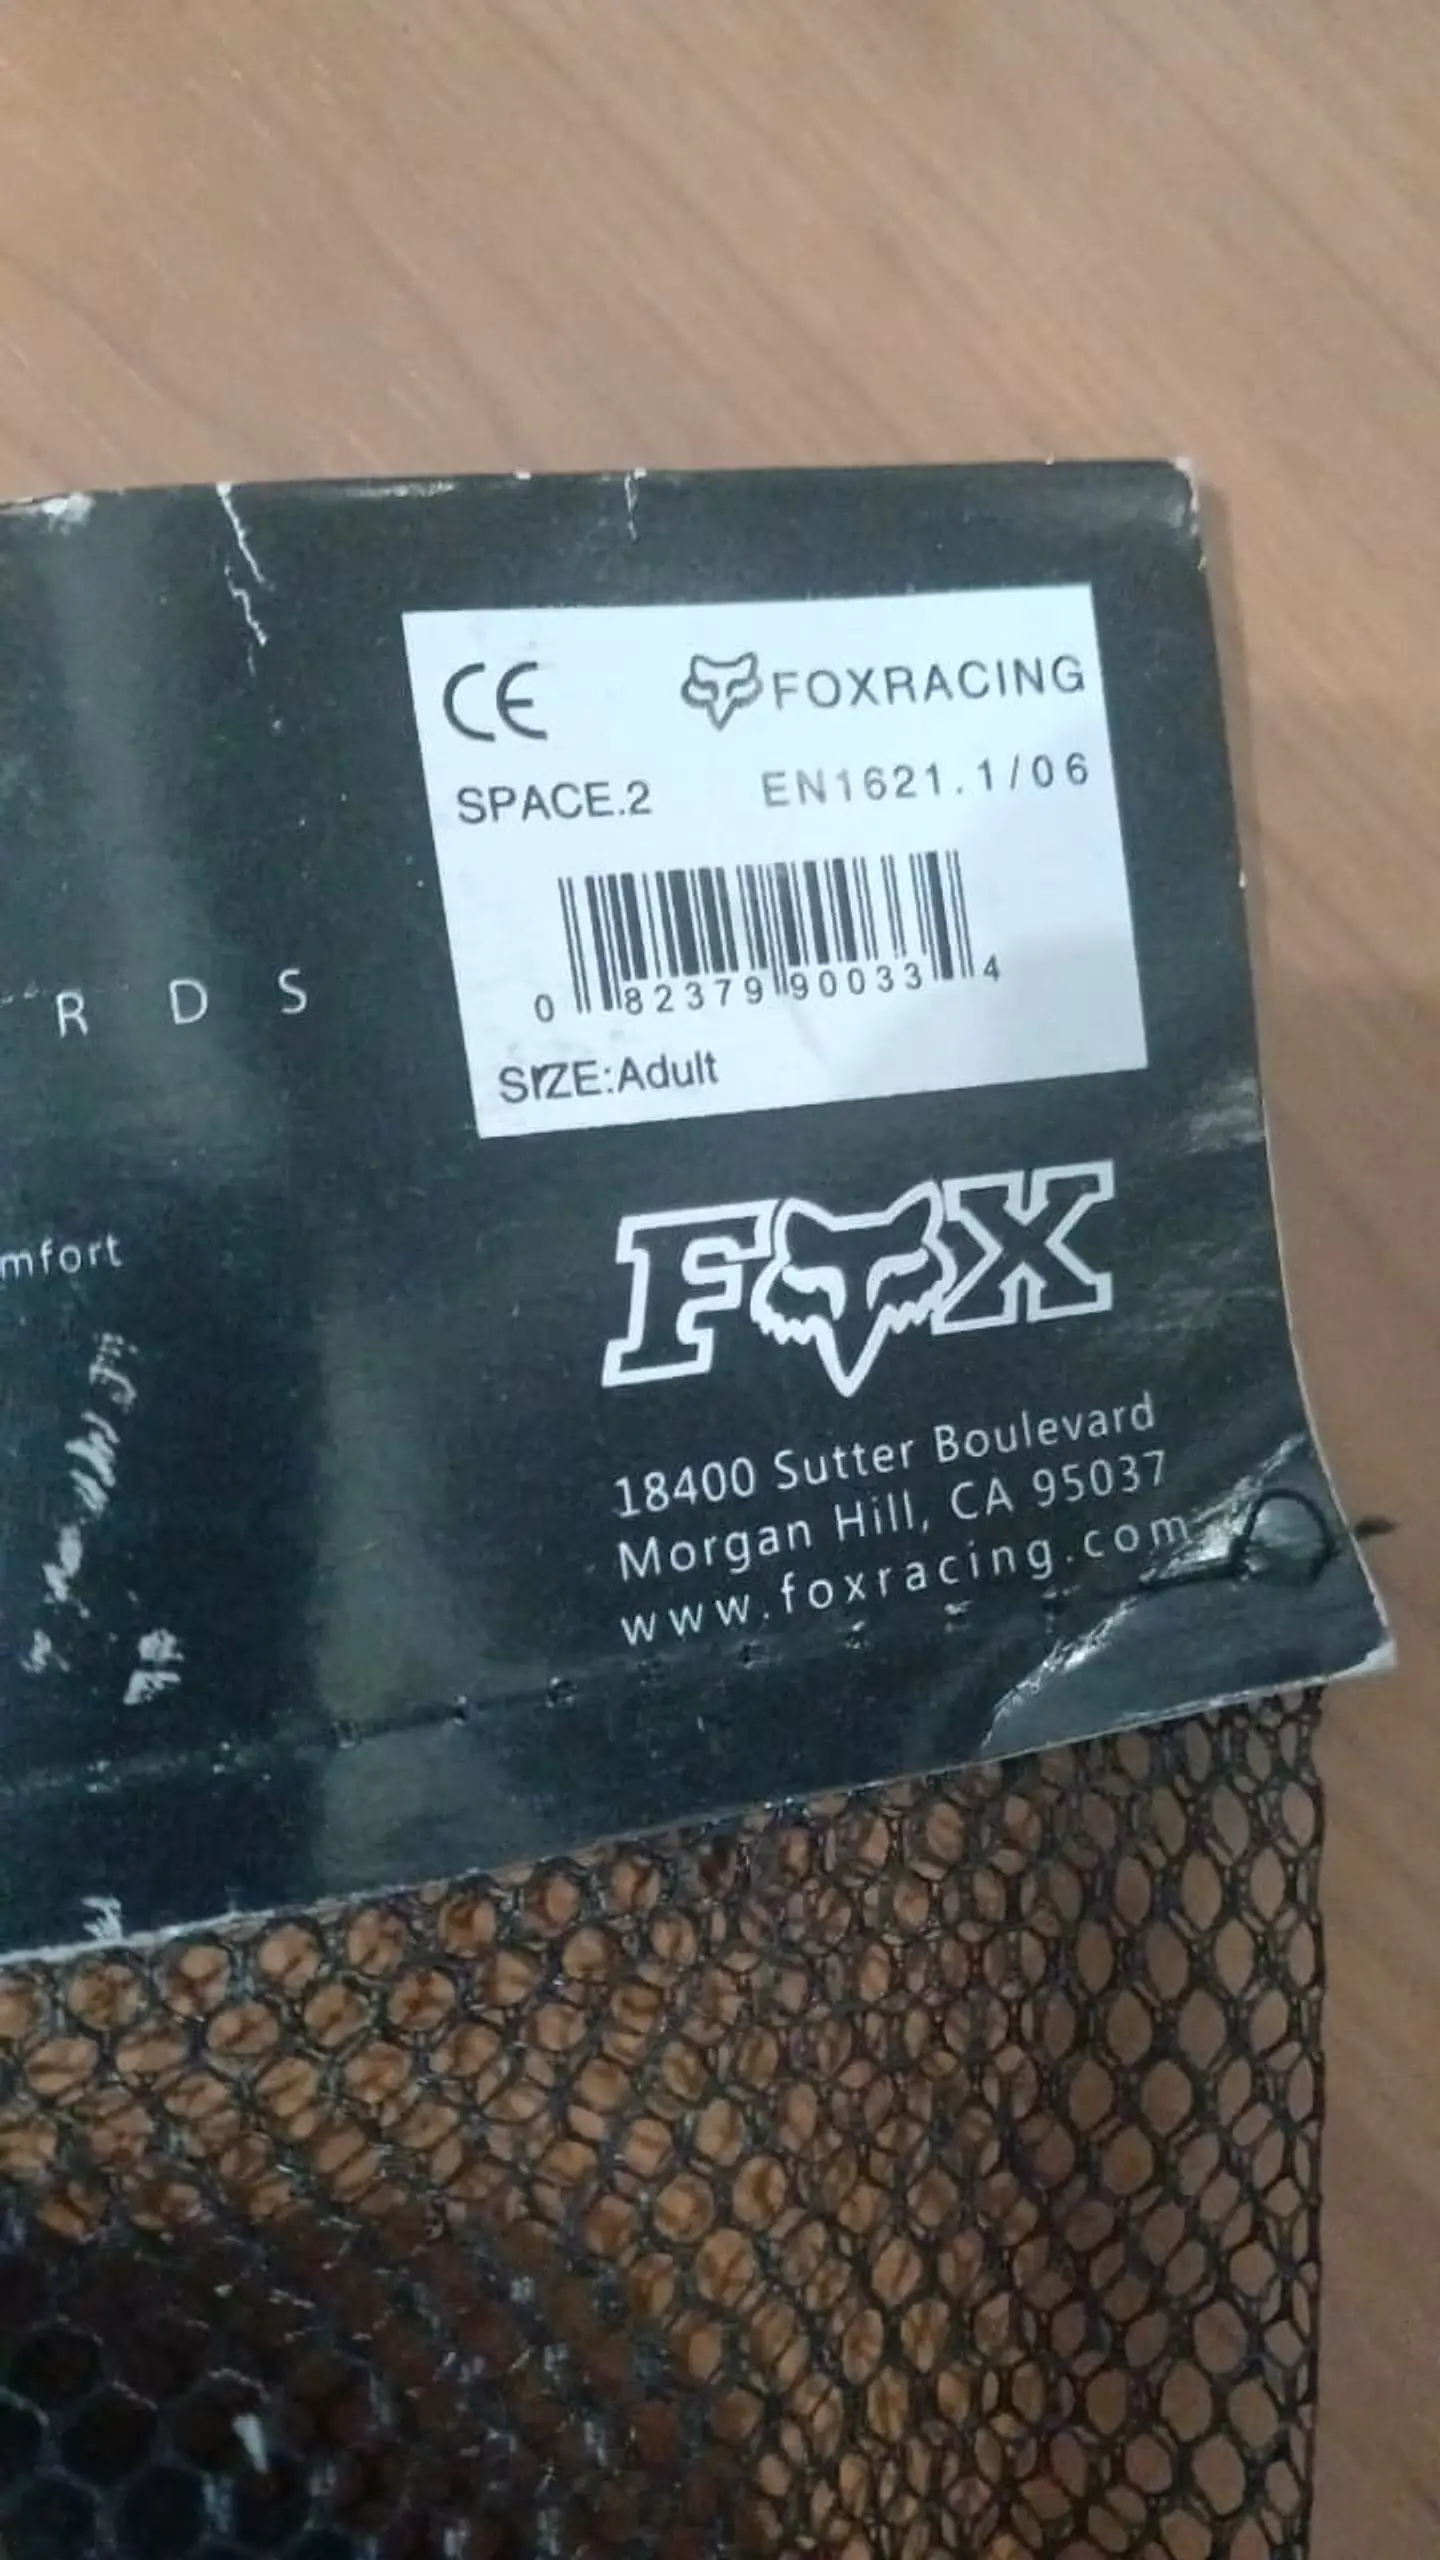 CE FOXRACING
SPACE.2 EN1621.1/06
0 82379 90033 4
SIZE:Adult
R D S
FOX
mfort
18400 Sutter Boulevard
Morgan Hill, CA 95037
www.foxracing.com